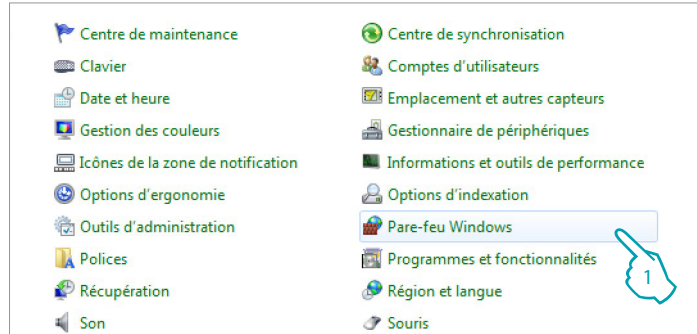 Centre de maintenance
Centre de synchronisation
Clavier
Comptes d'utilisateurs
Date et heure
Emplacement et autres capteurs
Gestion des couleurs
Gestionnaire de périphériques
Icônes de la zone de notification
Informations et outils de performance
Options d'ergonomie
Options d'indexation
Outils d'administration
Pare-feu Windows
Polices
Programmes et fonctionnalités
1
Récupération
Région et langue
Son
Souris